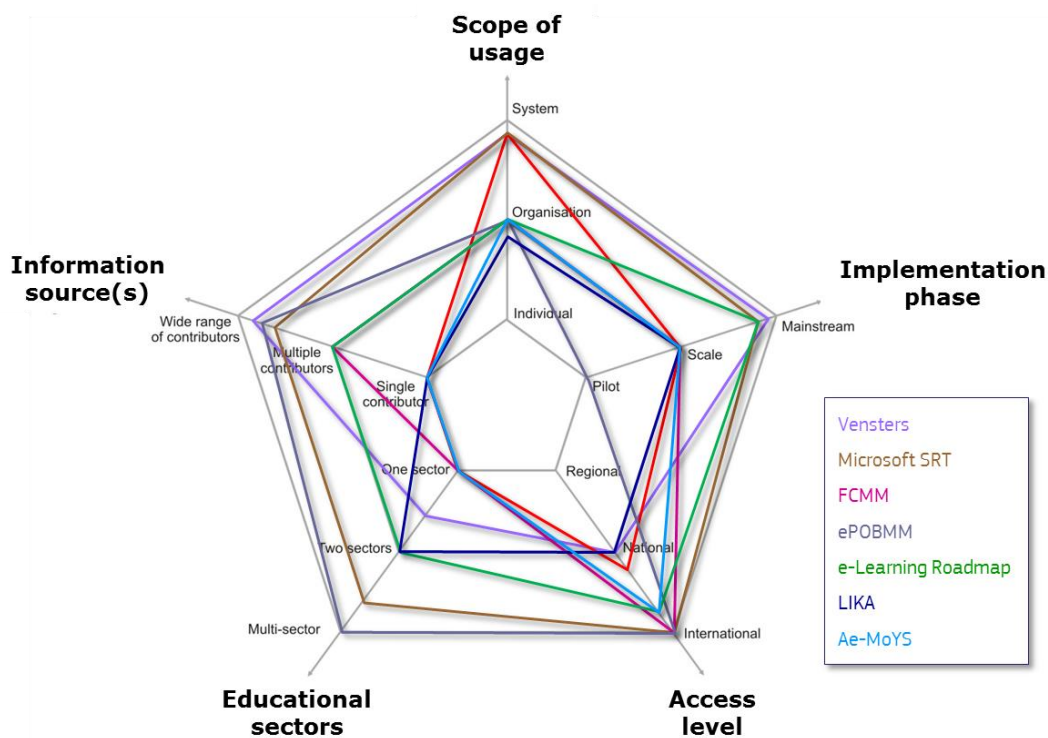 Scope of
usage
System
Organisation
Information
source(s)
Implementation
phase
Individual
Wide range
of contributors
Mainstream
Multiple
contributors
Scale
Single
contributor
Pilot
Vensters
Microsoft SRT
FCMM
ePOBMM
e-Learning Roadmap
LIKA
Ae-MoYS
One sector
Regional
Two sectors
National
Multi-sector
International
Educational
sectors
Access
level